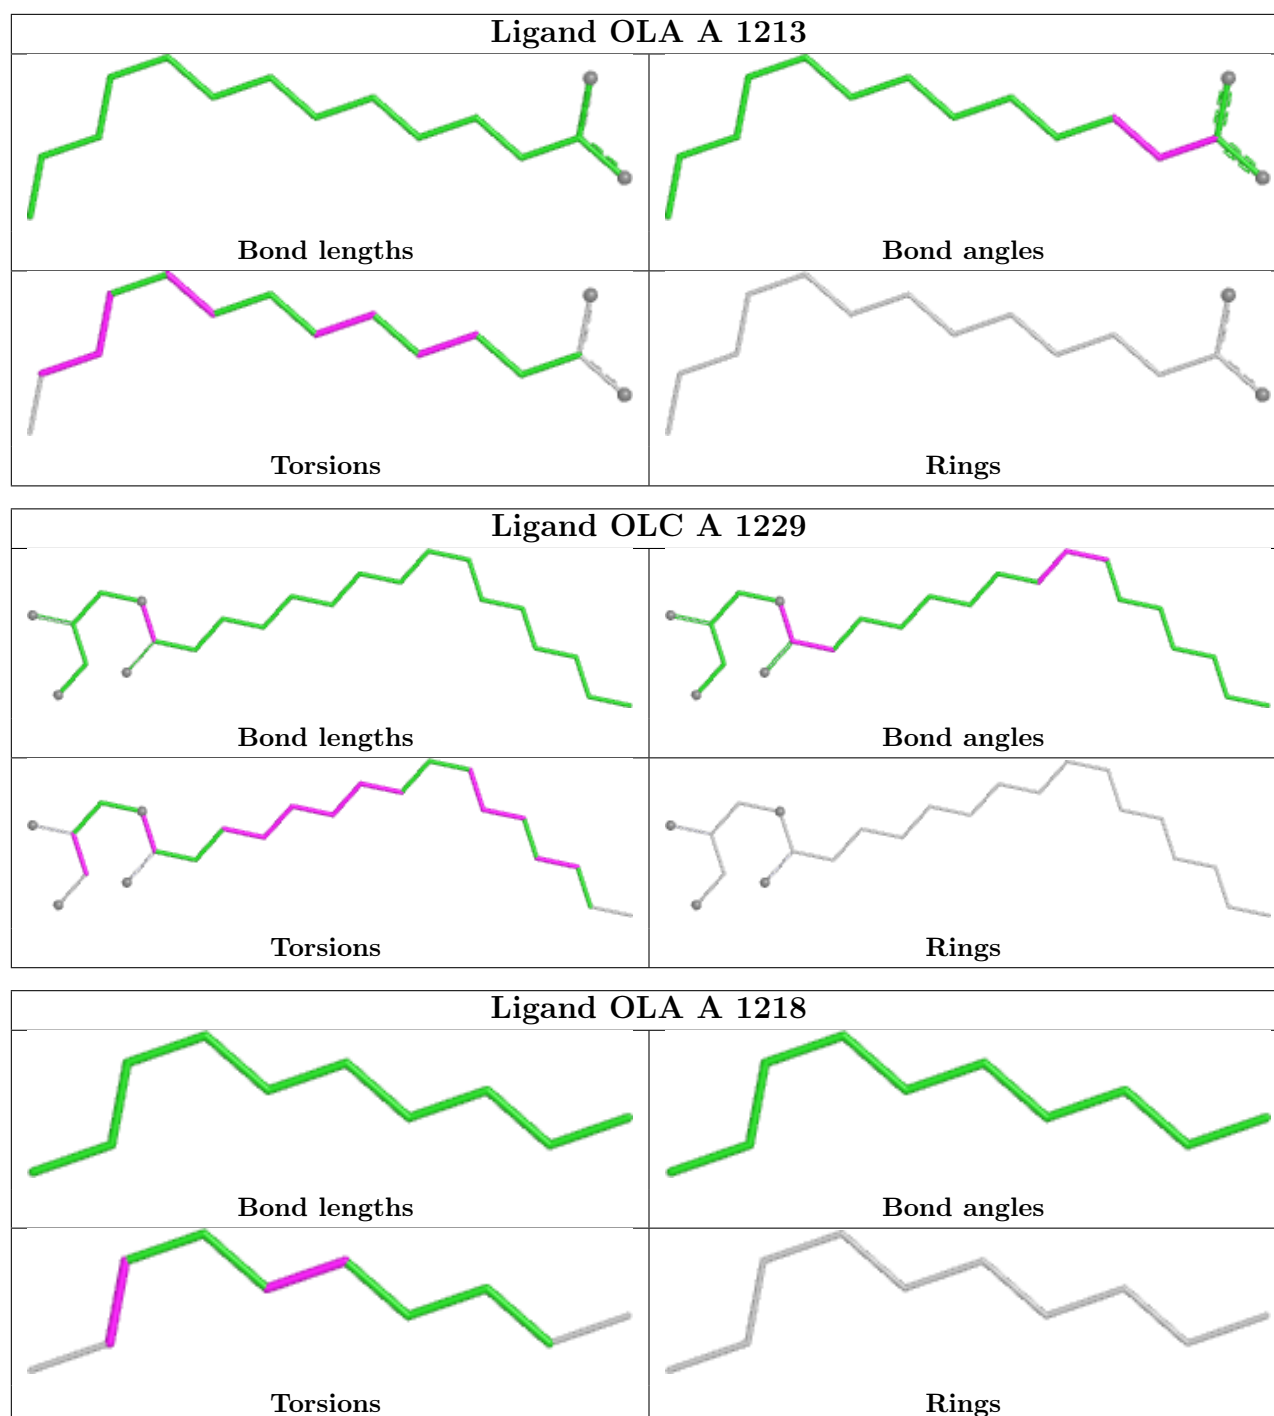 Ligand OLA A 1213
Bond lengths
Bond angles
Torsions
Rings
Ligand OLC A 1229
Bond lengths
Bond angles
Torsions
Rings
Ligand OLA A 1218
Bond lengths
Bond angles
Torsions
Rings